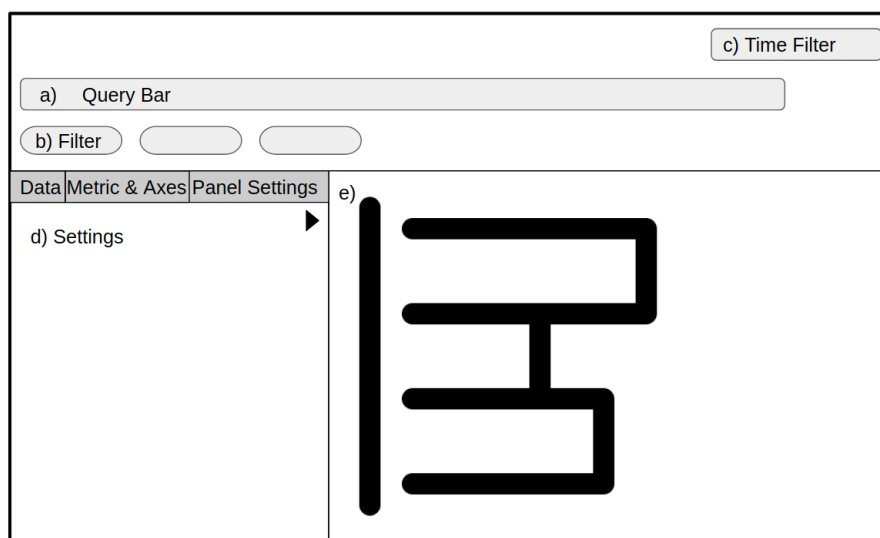 c) Time Filter
a) Query Bar
b) Filter
Data Metric & Axes Panel Settings
e)
d) Settings